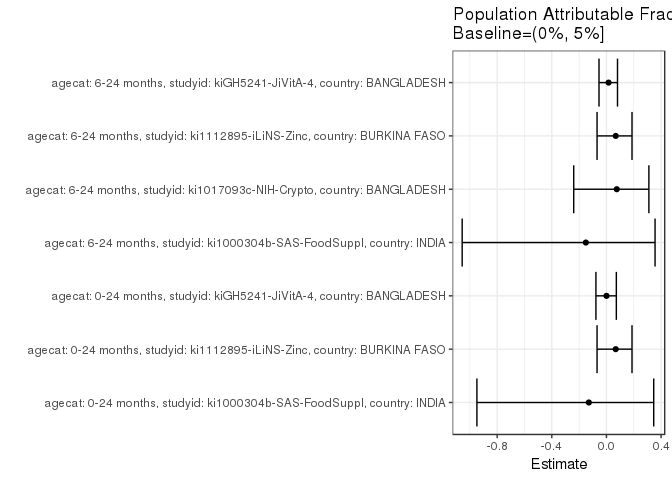 Population Attributable Frac
Baseline=(0%, 5%]
agecat: 6-24 months, studyid: kiGH5241-JiVitA-4, country: BANGLADESH
agecat: 6-24 months, studyid: ki1112895-iLiNS-Zinc, country: BURKINA FASO
agecat: 6-24 months, studyid: ki1017093c-NIH-Crypto, country: BANGLADESH
agecat: 6-24 months, studyid: ki1000304b-SAS-FoodSuppl, country: INDIA
agecat: 0-24 months, studyid: kiGH5241-JiVitA-4, country: BANGLADESH
agecat: 0-24 months, studyid: ki1112895-iLiNS-Zinc, country: BURKINA FASO
agecat: 0-24 months, studyid: ki1000304b-SAS-FoodSuppl, country: INDIA
-0.8 -0.4 0.0 0.4
Estimate